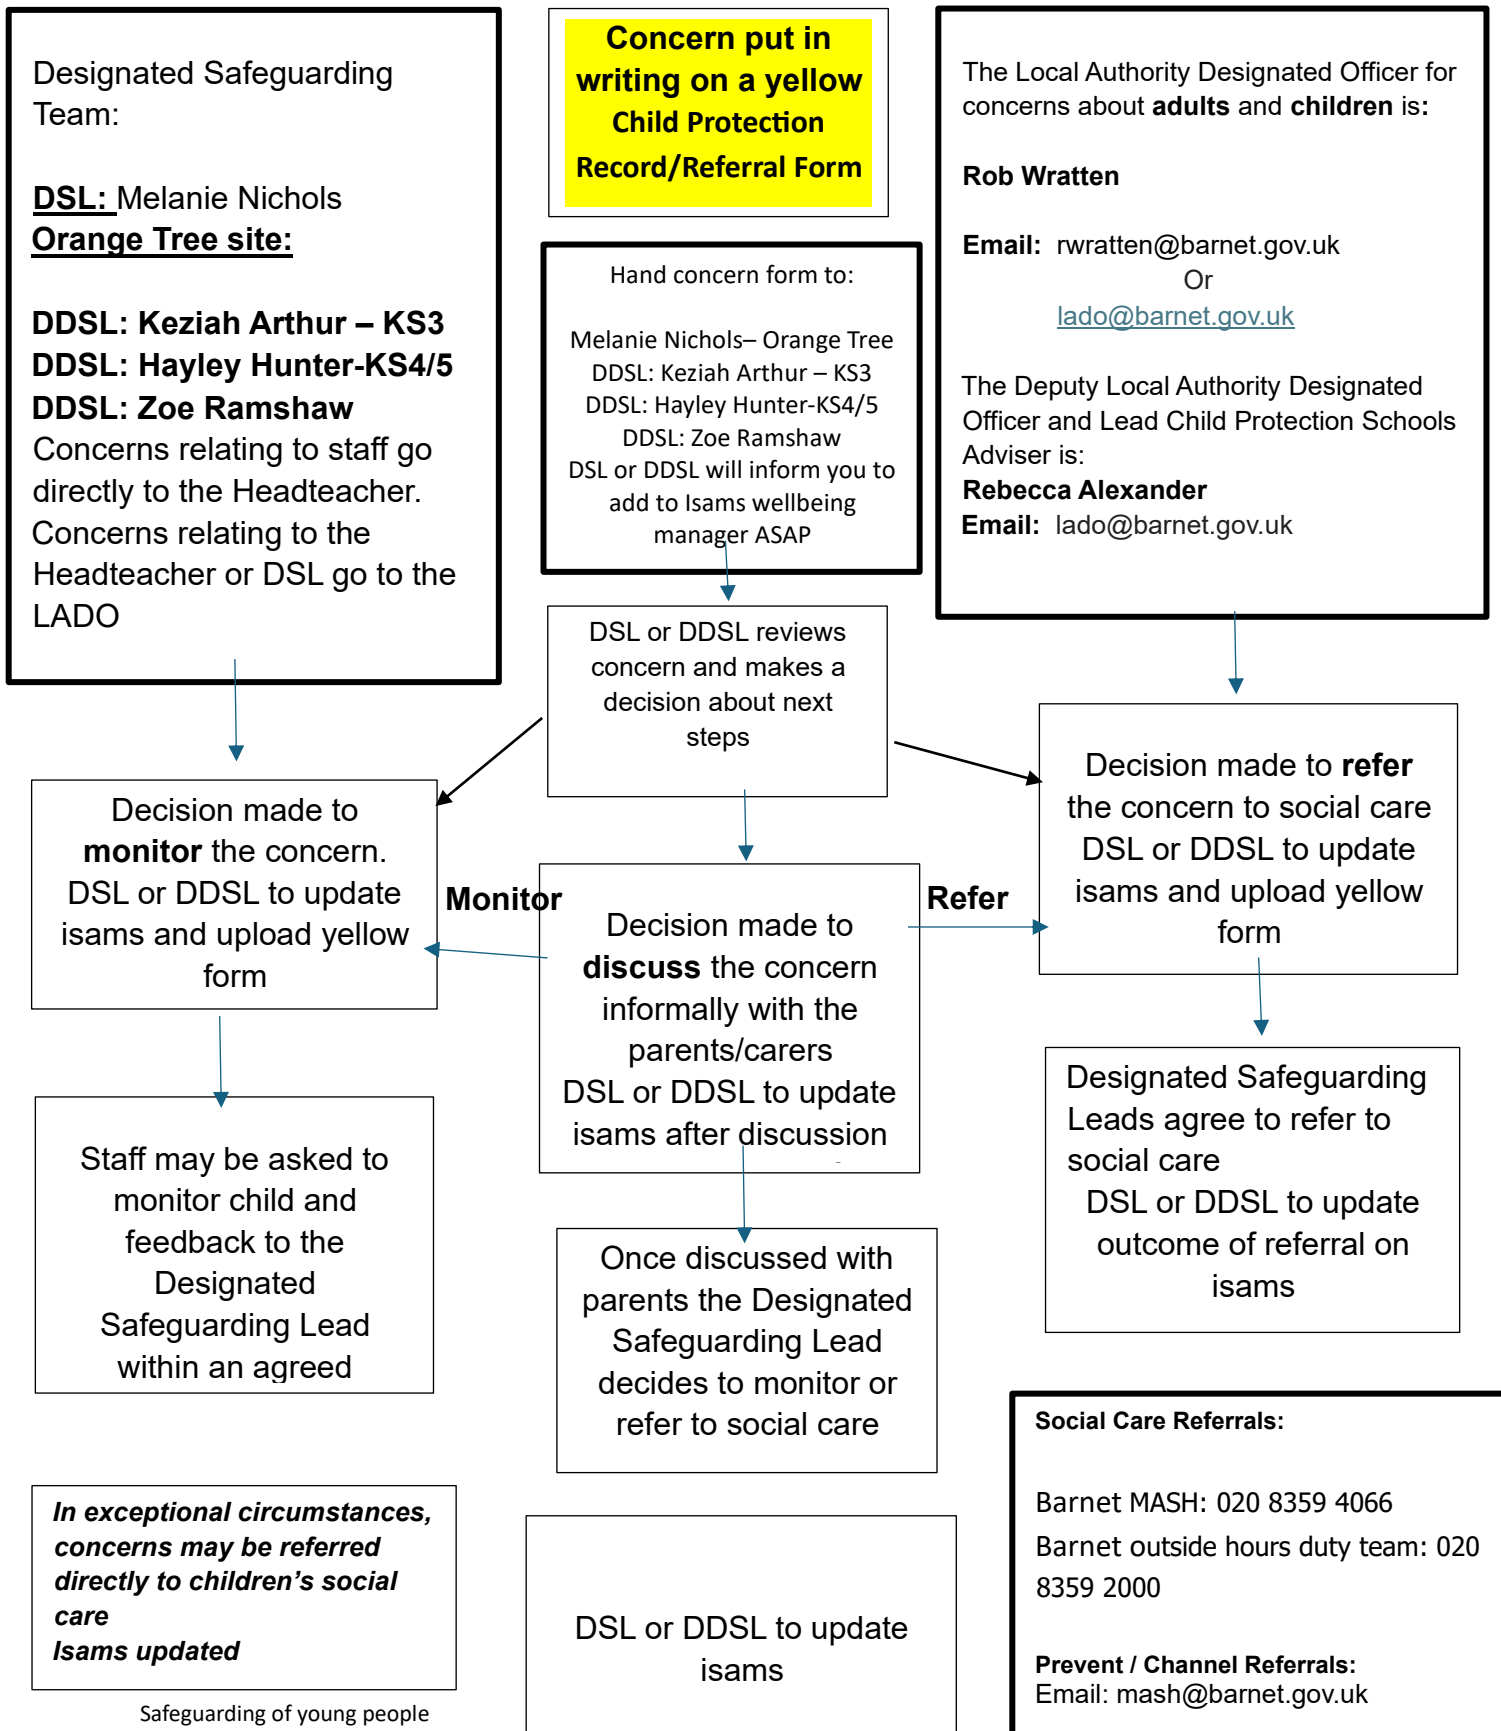 Designated Safeguarding
Team:
DSL: Melanie Nichols
Orange Tree site:
DDSL: Keziah Arthur – KS3
DDSL: Hayley Hunter-KS4/5
DDSL: Zoe Ramshaw
Concerns relating to staff go
directly to the Headteacher.
Concerns relating to the
Headteacher or DSL go to the
LADO
Concern put in
writing on a yellow
Child Protection
Record/Referral Form
Hand concern form to:
Melanie Nichols– Orange Tree
DDSL: Keziah Arthur – KS3
DDSL: Hayley Hunter-KS4/5
DDSL: Zoe Ramshaw
DSL or DDSL will inform you to
add to Isams wellbeing
manager ASAP
The Local Authority Designated Officer for
concerns about adults and children is:
Rob Wratten
Email: rwratten@barnet.gov.uk
Or
lado@barnet.gov.uk
The Deputy Local Authority Designated
Officer and Lead Child Protection Schools
Adviser is:
Rebecca Alexander
Email: lado@barnet.gov.uk
DSL or DDSL reviews
concern and makes a
decision about next
steps
Decision made to
monitor the concern.
DSL or DDSL to update
isams and upload yellow
form
Monitor
Decision made to
discuss the concern
informally with the
parents/carers
DSL or DDSL to update
isams after discussion
Refer
Decision made to refer
the concern to social care
DSL or DDSL to update
isams and upload yellow
form
Staff may be asked to
monitor child and
feedback to the
Designated
Safeguarding Lead
within an agreed
Once discussed with
parents the Designated
Safeguarding Lead
decides to monitor or
refer to social care
Designated Safeguarding
Leads agree to refer to
social care
DSL or DDSL to update
outcome of referral on
isams
In exceptional circumstances,
concerns may be referred
directly to children’s social
care
Isams updated
DSL or DDSL to update
isams
Social Care Referrals:
Barnet MASH: 020 8359 4066
Barnet outside hours duty team: 020
8359 2000
Prevent / Channel Referrals:
Email: mash@barnet.gov.uk
Safeguarding of young people